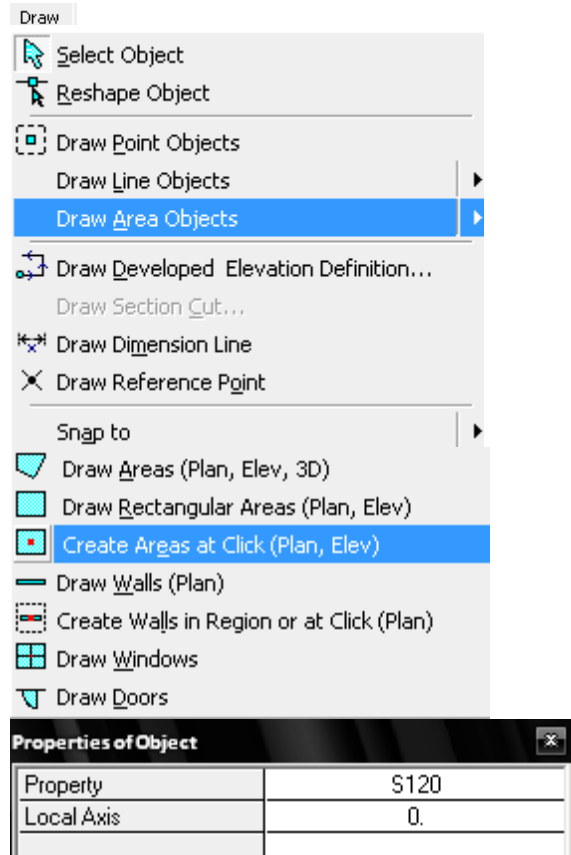 Draw
Select Object
Reshape Object
Draw Point Objects
Draw Line Objects
Draw Area Objects
Draw Developed Elevation Definition...
Draw Section Cut...
Draw Dimension Line
Draw Reference Point
Snap to
Draw Areas (Plan, Elev, 3D)
Draw Rectangular Areas (Plan, Elev)
Create Areas at Click (Plan, Elev)
Draw Walls (Plan)
Create Walls in Region or at Click (Plan)
Draw Windows
Draw Doors
Properties of Object x
Property S120
Local Axis 0.